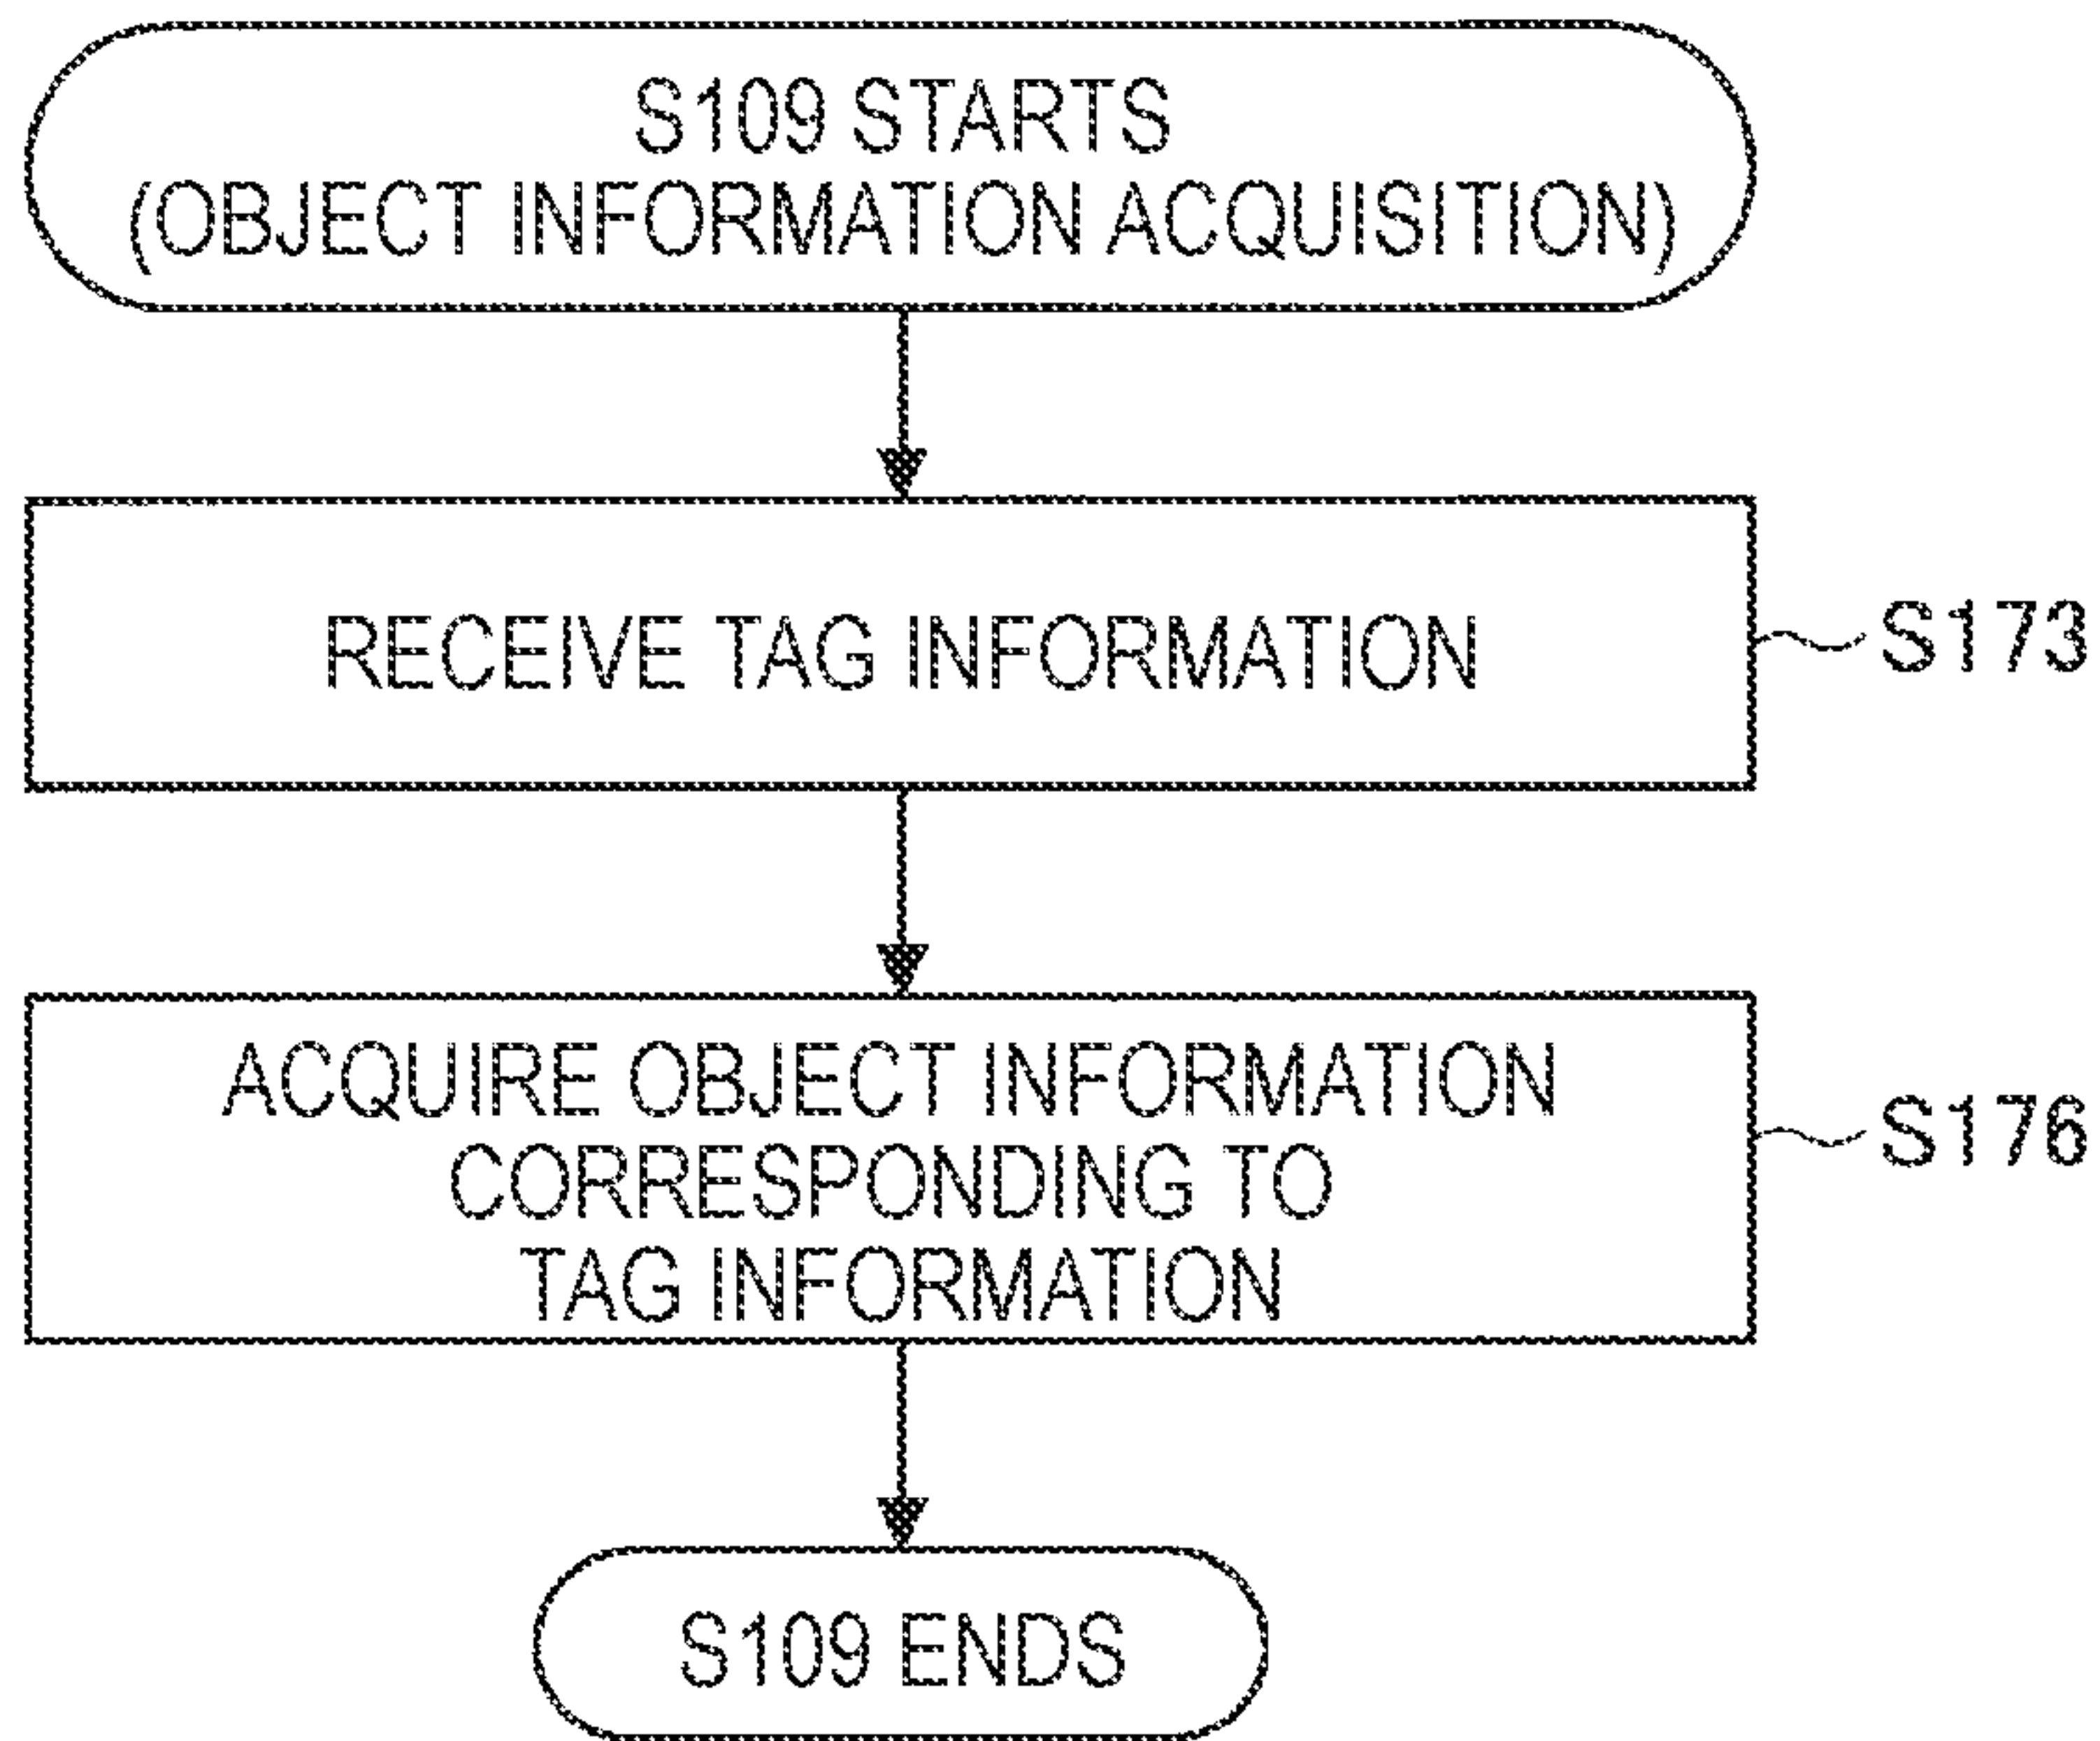 S109 STARTS
(OBJECT INFORMATION ACQUISITION)
RECEIVE TAG INFORMATION
S173
ACQUIRE OBJECT INFORMATION
CORRESPONDING TO
TAG INFORMATION
S176
S109 ENDS